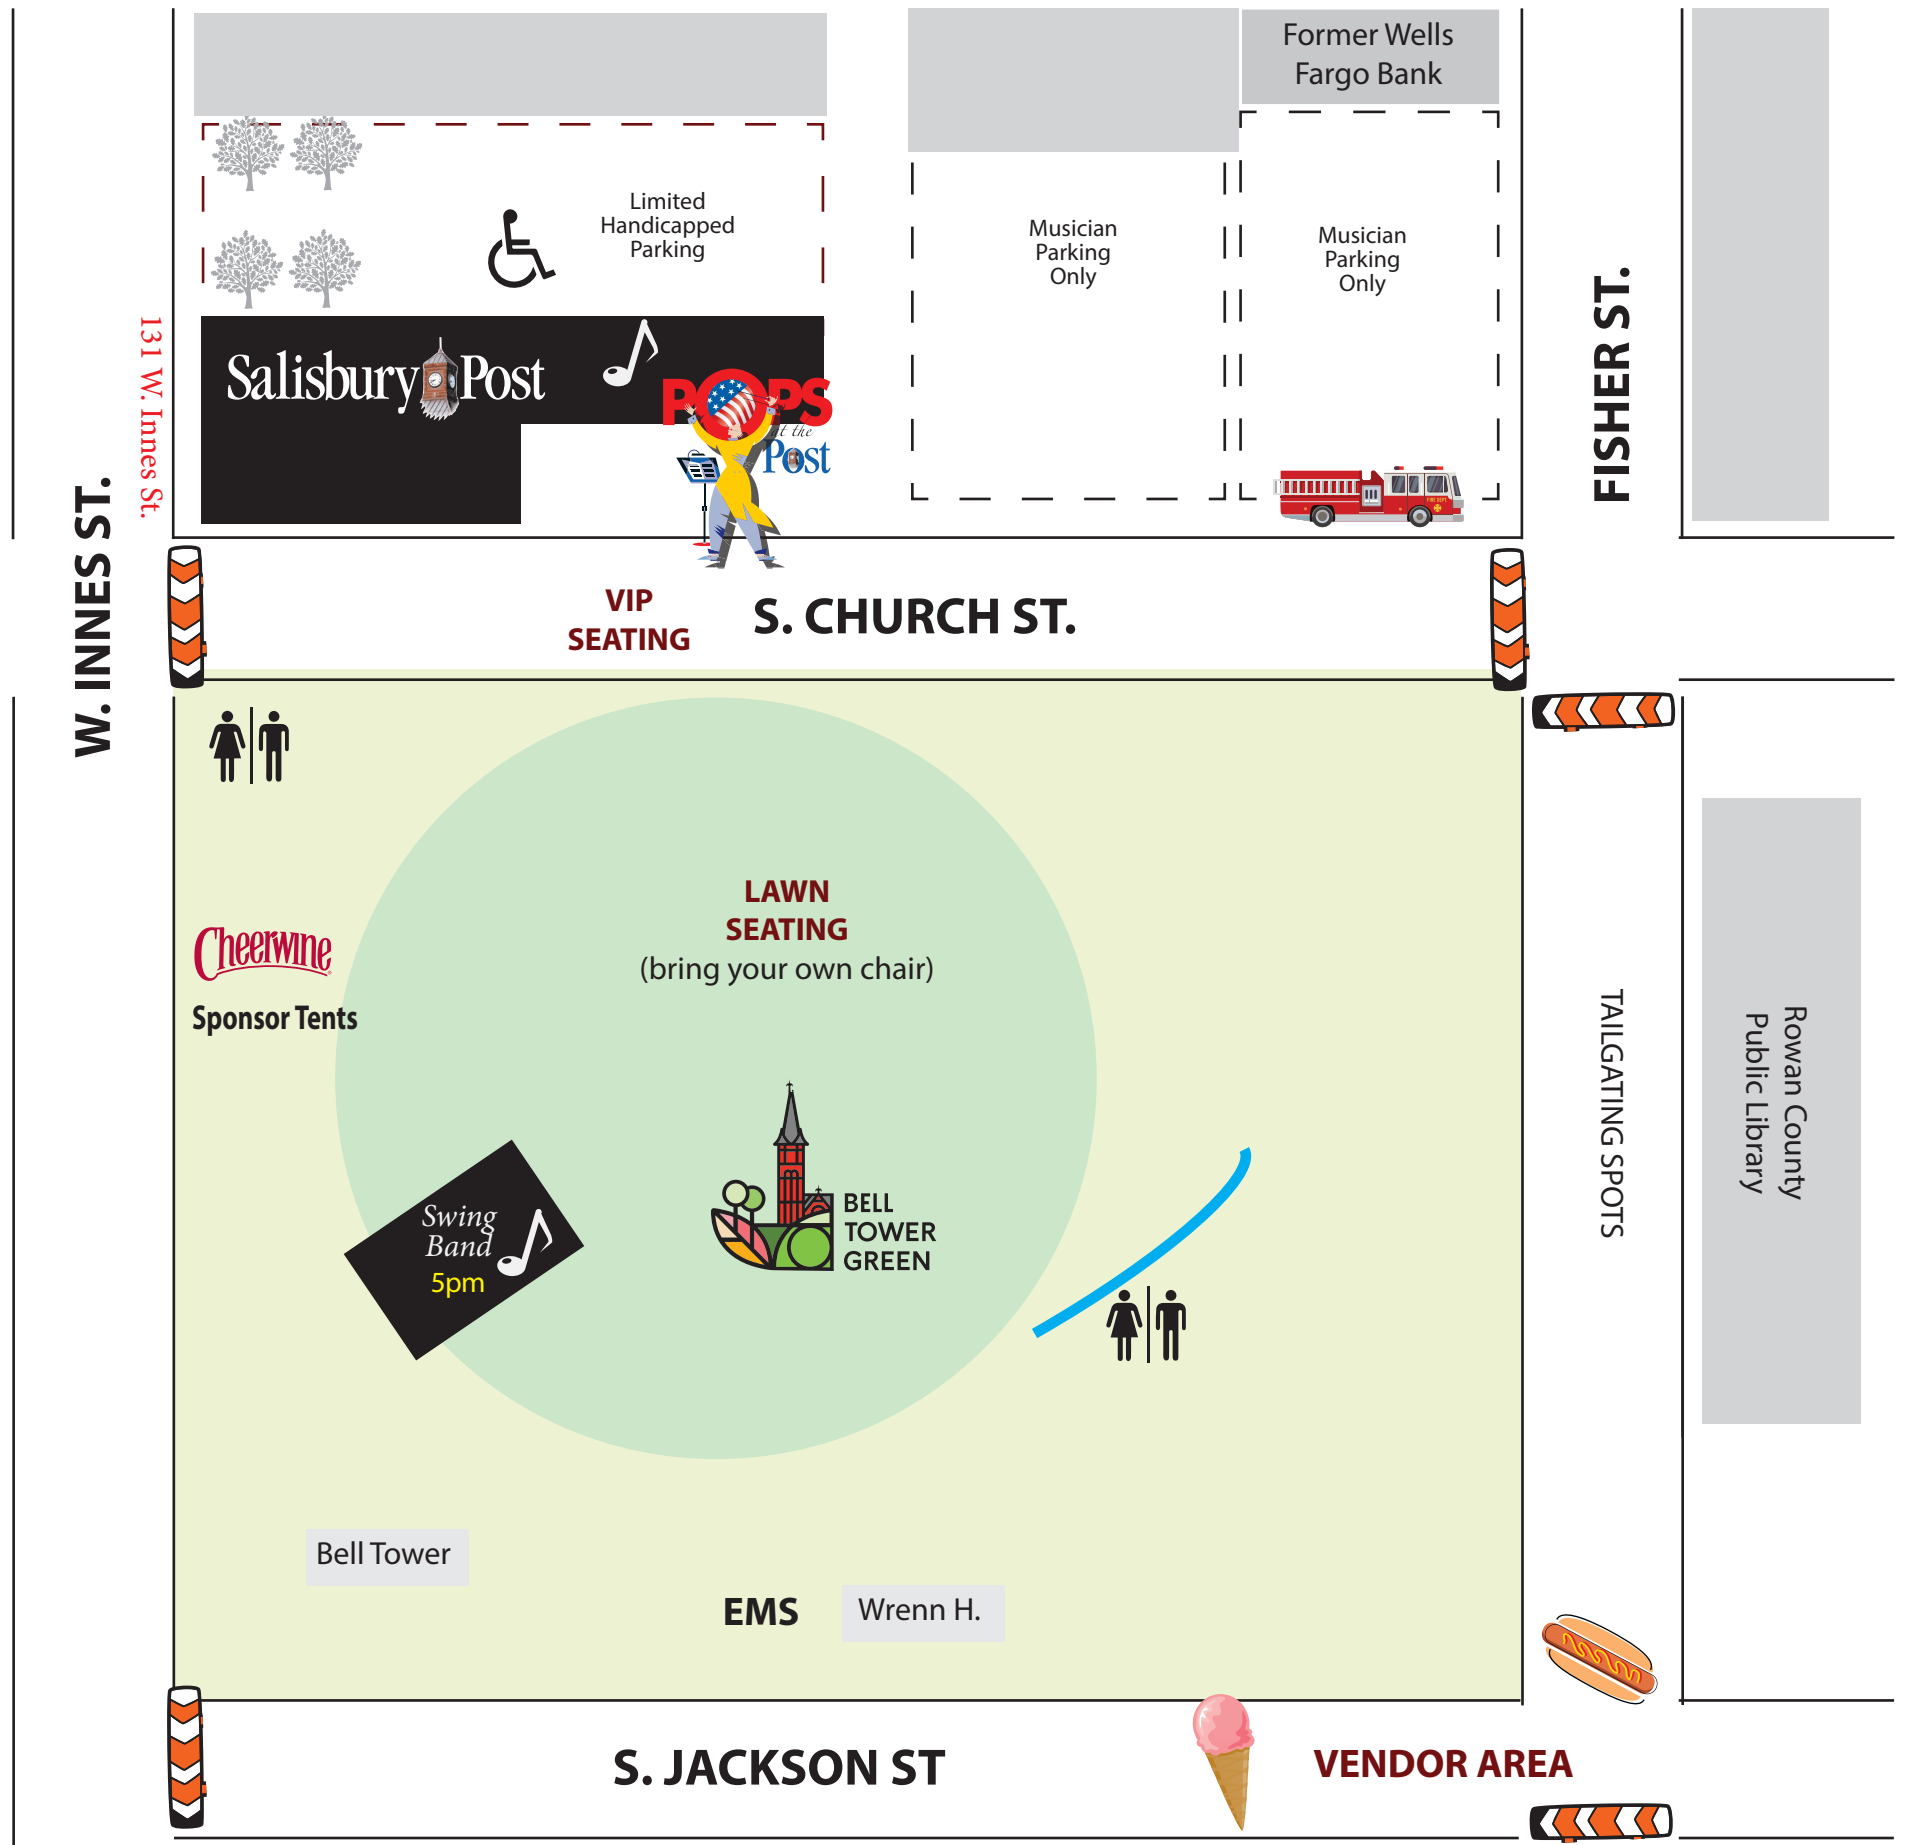 Former Wells
Fargo Bank
Limited
Handicapped
Parking
Musician
Parking
Only
Musician
Parking
Only
FISHER ST.
131 W. Innes St.
Salisbury Post
POPS
at the
Post
FIRE DEPT.
W. INNES ST.
VIP
SEATING
S. CHURCH ST.
LAWN
SEATING
(bring your own chair)
Cheerwine
Sponsor Tents
TAILGATING SPOTS
Rowan County
Public Library
Swing
Band
5pm
BELL
TOWER
GREEN
Bell Tower
EMS
Wrenn H.
S. JACKSON ST
VENDOR AREA